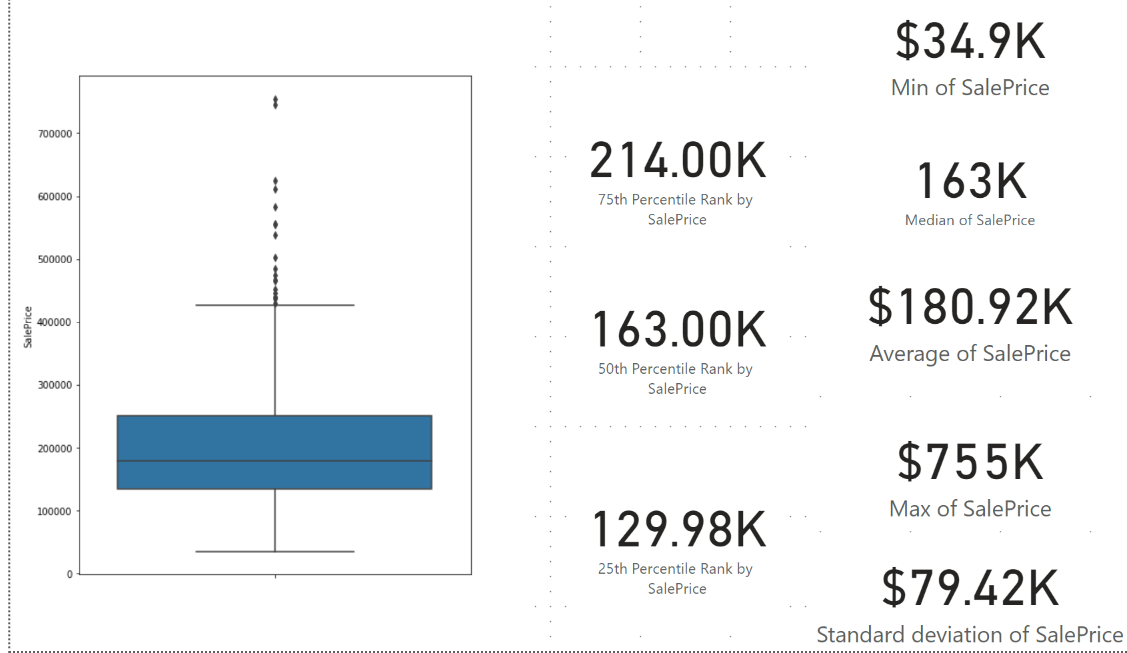 SalePrice
700000
600000
500000
400000
300000
200000
100000
0
214.00K
75th Percentile Rank by
SalePrice
163.00K
50th Percentile Rank by
SalePrice
129.98K
25th Percentile Rank by
SalePrice
$34.9K
Min of SalePrice
163K
Median of SalePrice
$180.92K
Average of SalePrice
$755K
Max of SalePrice
$79.42K
Standard deviation of SalePrice